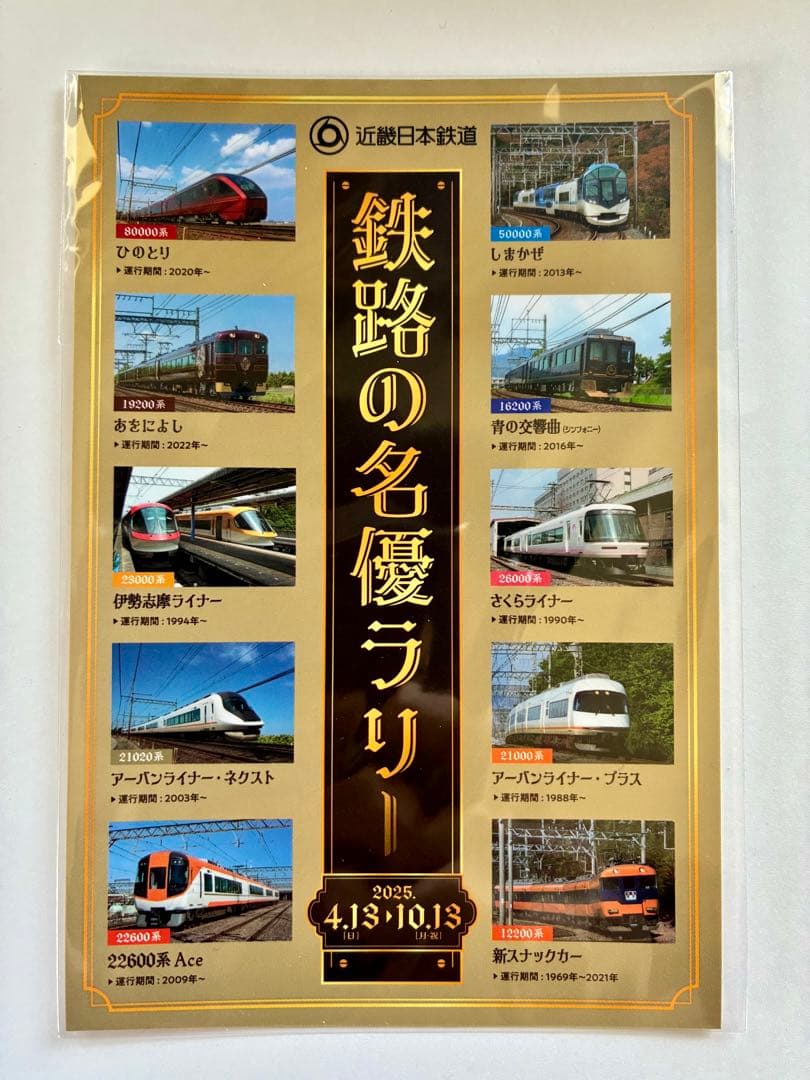 近畿日本鉄道
鉄路の名優ラリー
80000系
ひのとり
▶運行期間：2020年〜
50000系
しまかぜ
▶運行期間：2013年〜
19200系
あをによし
▶運行期間：2022年〜
16200系
青の交響曲(シンフォニー)
▶運行期間：2016年〜
23000系
伊勢志摩ライナー
▶運行期間：1994年〜
26000系
さくらライナー
▶運行期間：1990年〜
21020系
アーバンライナー・ネクスト
▶運行期間：2003年〜
21000系
アーバンライナー・プラス
▶運行期間：1988年〜
22600系
22600系 Ace
▶運行期間：2009年〜
12200系
新スナックカー
▶運行期間：1969年〜2021年
2025.
4.13▶10.13
[日] [月・祝]